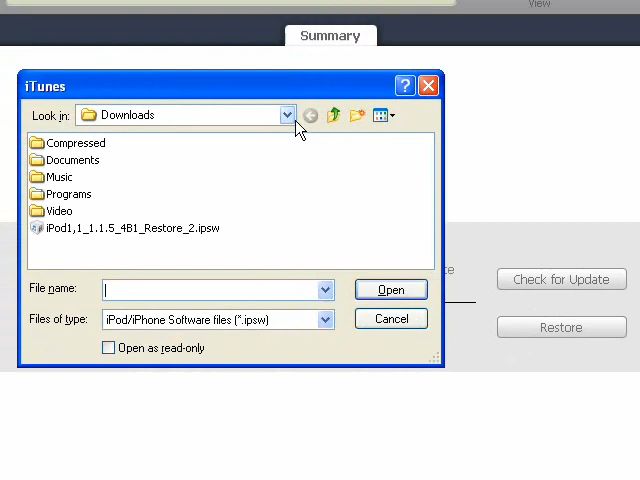 View
Summary
iTunes
Look in: Downloads
Compressed
Documents
Music
Programs
Video
iPod1,1_1.1.5_4B1_Restore_2.ipsw
File name: Open
Files of type: iPod/iPhone Software files (*.ipsw) Cancel
Open as read-only
Check for Update
Restore